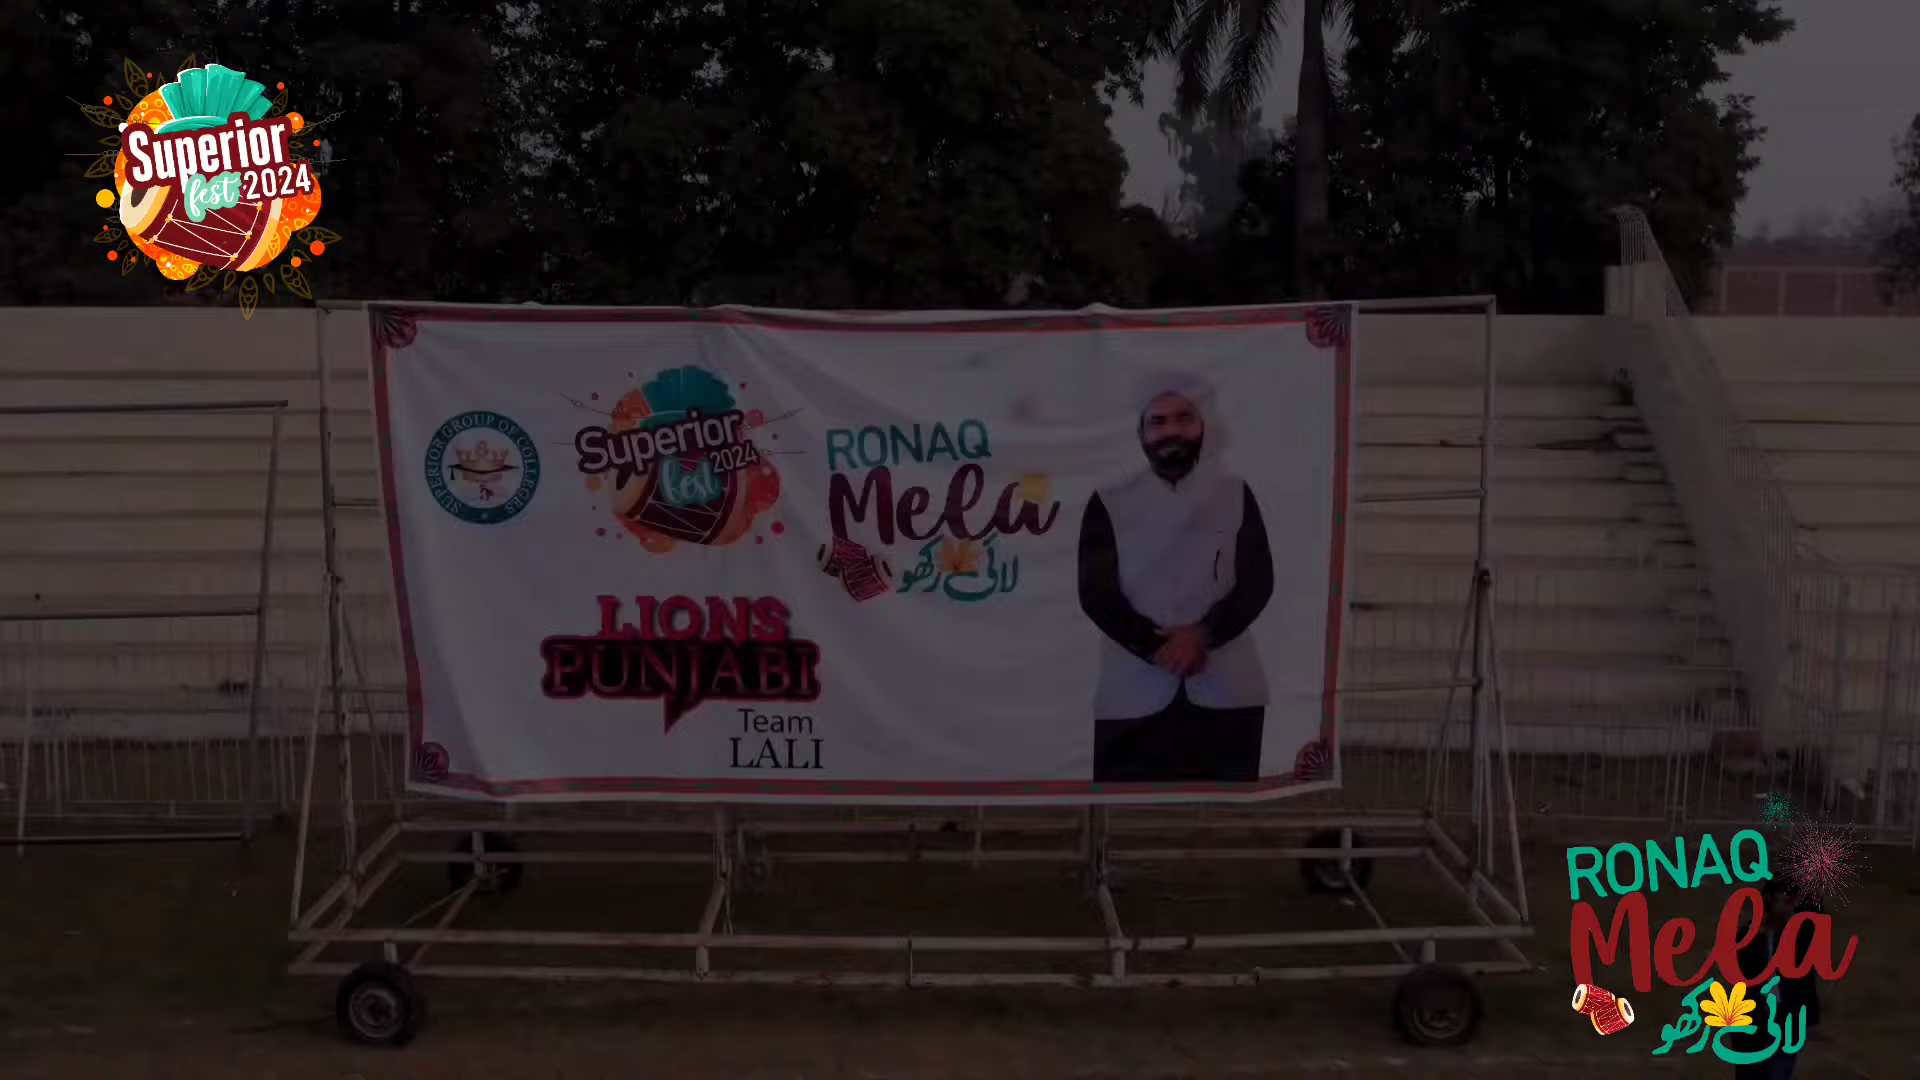 Superior
fest 2024
SUPERIOR GROUP OF COLLEGES
Superior
fest 2024
RONAQ
Mela
لائی رکھو
LIONS
PUNJABI
Team
LALI
RONAQ
Mela
لائی رکھو